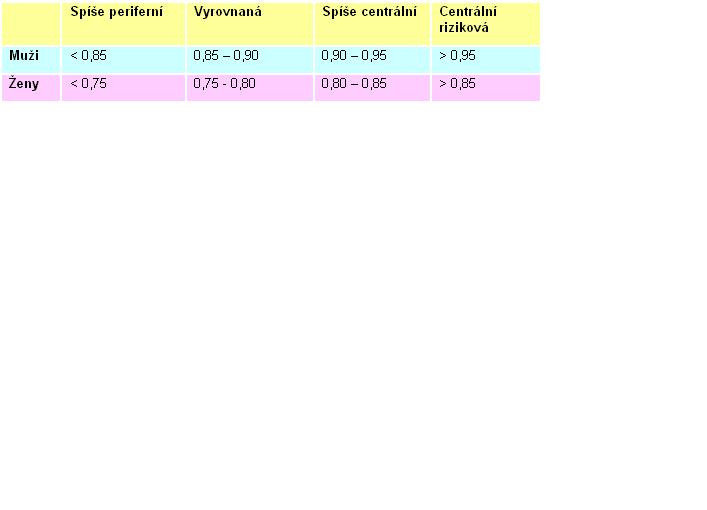 Spíše periferní Vyrovnaná Spíše centrální Centrální
riziková
Muži < 0,85 0,85 – 0,90 0,90 – 0,95 > 0,95
Ženy < 0,75 0,75 - 0,80 0,80 – 0,85 > 0,85